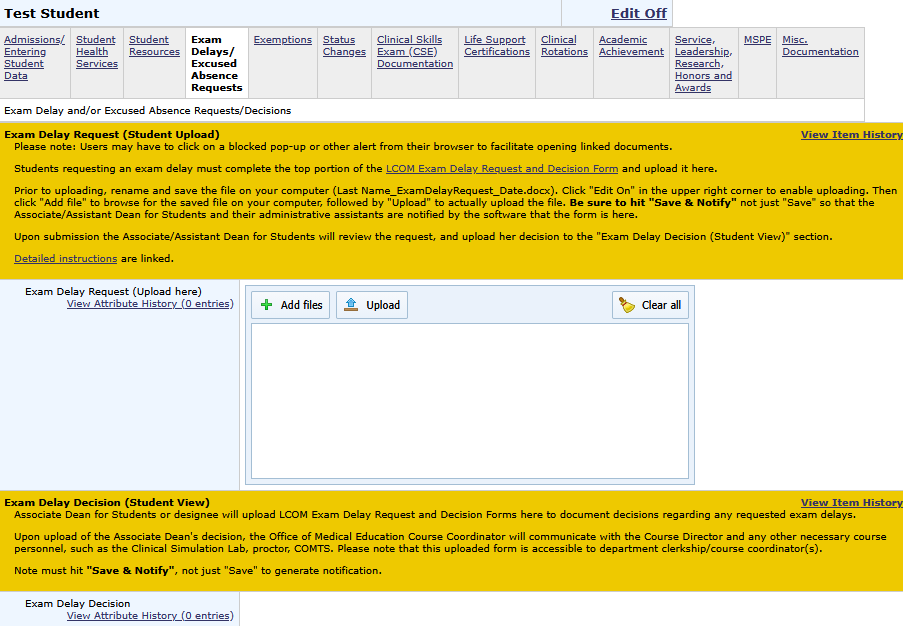 Test Student
Edit Off
Admissions/
Entering
Student
Data
Student
Health
Services
Student
Resources
Exam
Delays/
Excused
Absence
Requests
Exemptions
Status
Changes
Clinical Skills
Exam (CSE)
Documentation
Life Support
Certifications
Clinical
Rotations
Academic
Achievement
Service,
Leadership,
Research,
Honors and
Awards
MSPE
Misc.
Documentation
Exam Delay and/or Excused Absence Requests/Decisions
Exam Delay Request (Student Upload)
View Item History
Please note: Users may have to click on a blocked pop-up or other alert from their browser to facilitate opening linked documents.
Students requesting an exam delay must complete the top portion of the LCOM Exam Delay Request and Decision Form and upload it here.
Prior to uploading, rename and save the file on your computer (Last Name_ExamDelayRequest_Date.docx). Click "Edit On" in the upper right corner to enable uploading. Then
click "Add file" to browse for the saved file on your computer, followed by "Upload" to actually upload the file. Be sure to hit "Save & Notify" not just "Save" so that the
Associate/Assistant Dean for Students and their administrative assistants are notified by the software that the form is here.
Upon submission the Associate/Assistant Dean for Students will review the request, and upload her decision to the "Exam Delay Decision (Student View)" section.
Detailed instructions are linked.
Exam Delay Request (Upload here)
View Attribute History (0 entries)
Add files
Upload
Clear all
Exam Delay Decision (Student View)
View Item History
Associate Dean for Students or designee will upload LCOM Exam Delay Request and Decision Forms here to document decisions regarding any requested exam delays.
Upon upload of the Associate Dean's decision, the Office of Medical Education Course Coordinator will communicate with the Course Director and any other necessary course
personnel, such as the Clinical Simulation Lab, proctor, COMTS. Please note that this uploaded form is accessible to department clerkship/course coordinator(s).
Note must hit "Save & Notify", not just "Save" to generate notification.
Exam Delay Decision
View Attribute History (0 entries)